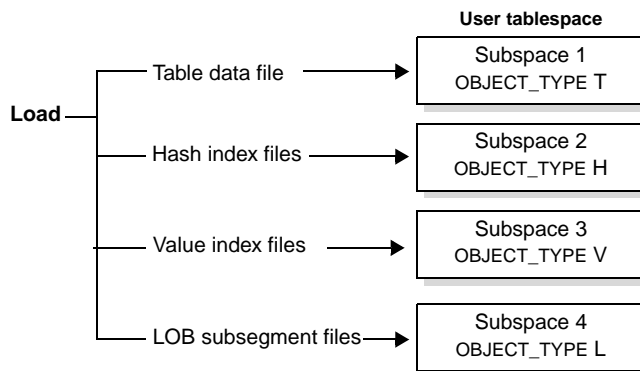 User tablespace
Subspace 1
OBJECT_TYPE T
Table data file
Load
Subspace 2
OBJECT_TYPE H
Hash index files
Subspace 3
OBJECT_TYPE V
Value index files
Subspace 4
OBJECT_TYPE L
LOB subsegment files